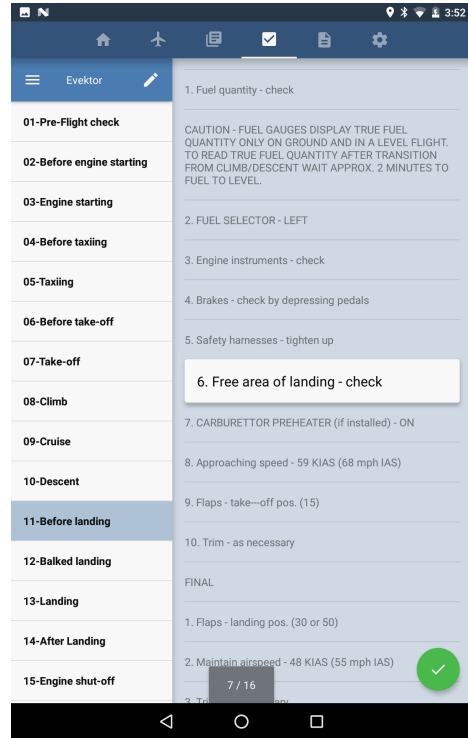 3:52
Evektor
01-Pre-Flight check
02-Before engine starting
03-Engine starting
04-Before taxiing
05-Taxiing
06-Before take-off
07-Take-off
08-Climb
09-Cruise
10-Descent
11-Before landing
12-Balked landing
13-Landing
14-After Landing
15-Engine shut-off
1. Fuel quantity - check
CAUTION - FUEL GAUGES DISPLAY TRUE FUEL
QUANTITY ONLY ON GROUND AND IN A LEVEL FLIGHT.
TO READ TRUE FUEL QUANTITY AFTER TRANSITION
FROM CLIMB/DESCENT WAIT APPROX. 2 MINUTES TO
FUEL TO LEVEL.
2. FUEL SELECTOR - LEFT
3. Engine instruments - check
4. Brakes - check by depressing pedals
5. Safety harnesses - tighten up
6. Free area of landing - check
7. CARBURETTOR PREHEATER (if installed) - ON
8. Approaching speed - 59 KIAS (68 mph IAS)
9. Flaps - take---off pos. (15)
10. Trim - as necessary
FINAL
1. Flaps - landing pos. (30 or 50)
2. Maintain airspeed - 48 KIAS (55 mph IAS)
7 / 16
3.